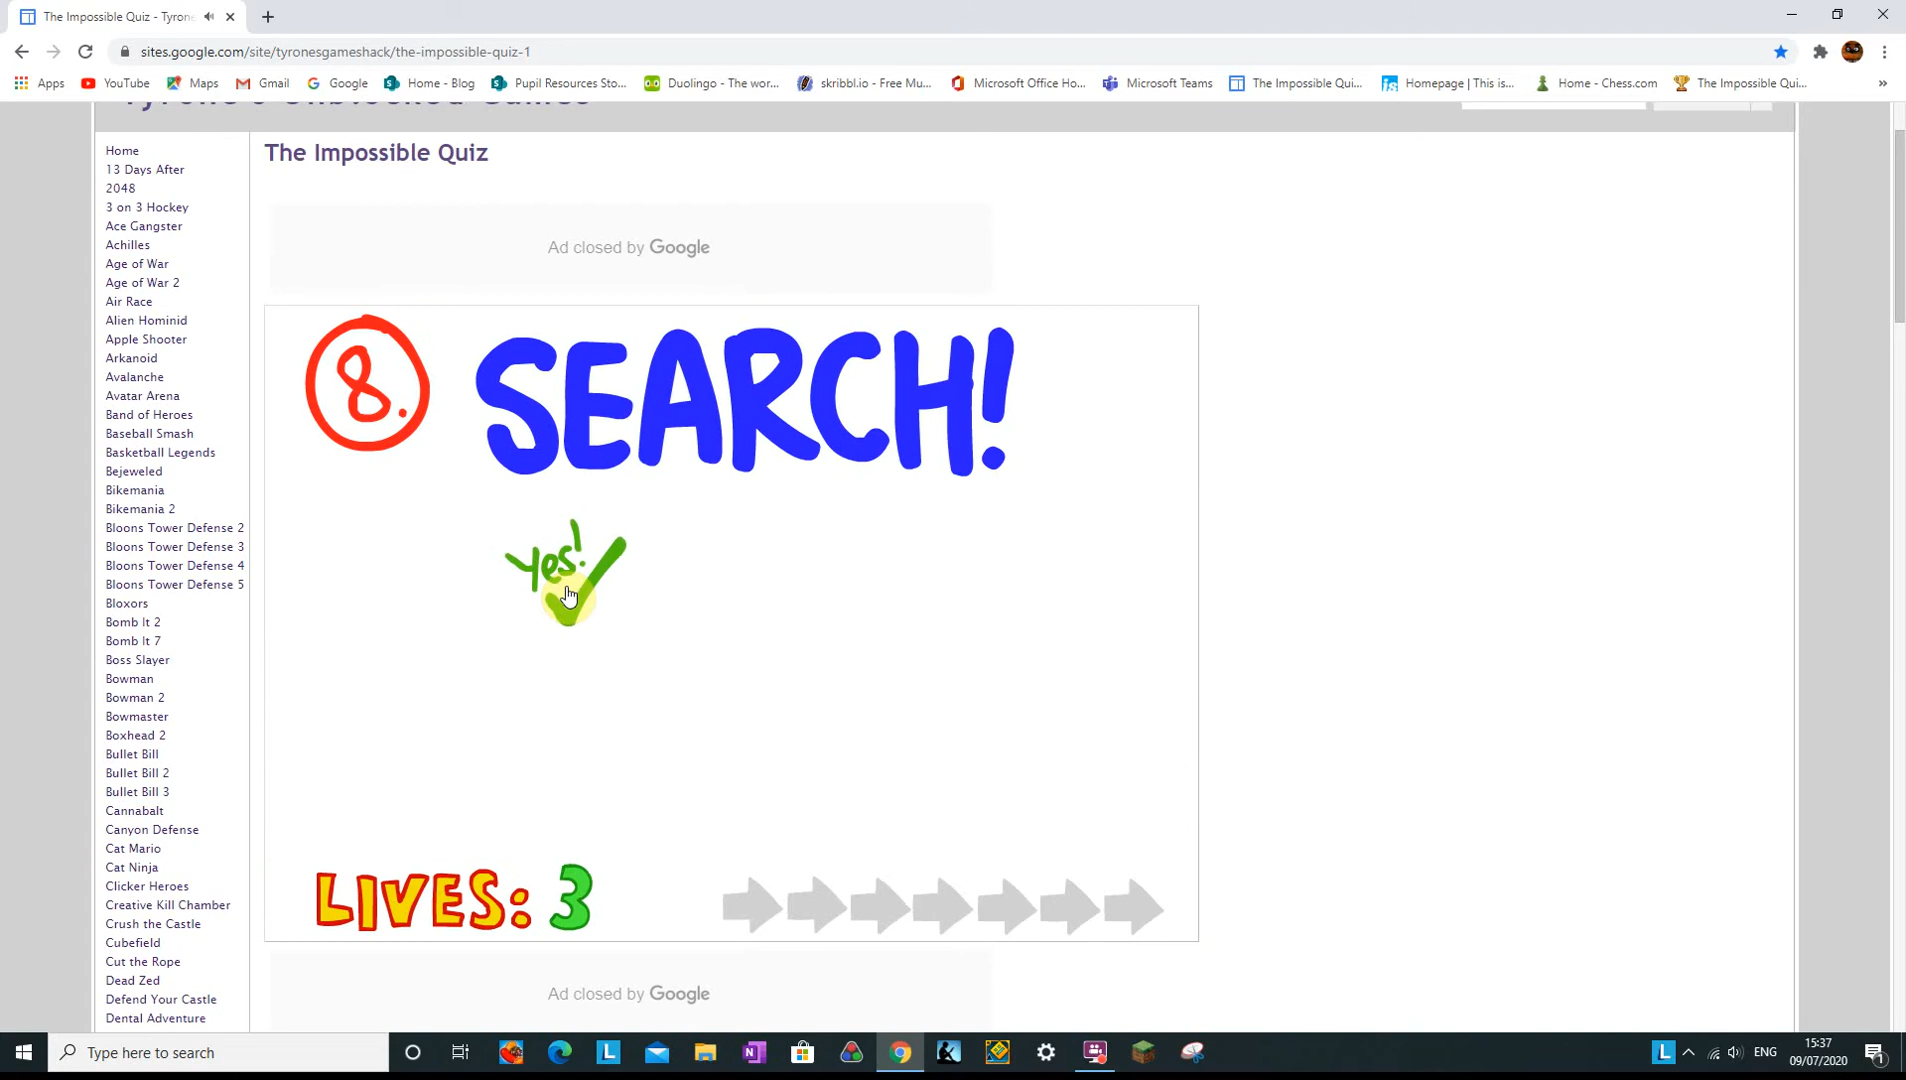 The Impossible Quiz - Tyron
sites.google.com/site/tyronesgameshack/the-impossible-quiz-1
Apps YouTube Maps Gmail Google Home - Blog Pupil Resources Sto... Duolingo - The wor... skribbl.io - Free Mu... Microsoft Office Ho... Microsoft Teams The Impossible Qui... Homepage | This is... Home - Chess.com The Impossible Qu... »
The Impossible Quiz
Home
13 Days After
2048
3 on 3 Hockey
Ace Gangster
Achilles
Age of War
Age of War 2
Air Race
Alien Hominid
Apple Shooter
Arkanoid
Avalanche
Avatar Arena
Band of Heroes
Baseball Smash
Basketball Legends
Bejeweled
Bikemania
Bikemania 2
Bloons Tower Defense 2
Bloons Tower Defense 3
Bloons Tower Defense 4
Bloons Tower Defense 5
Bloxors
Bomb It 2
Bomb It 7
Boss Slayer
Bowman
Bowman 2
Bowmaster
Boxhead 2
Bullet Bill
Bullet Bill 2
Bullet Bill 3
Cannabalt
Canyon Defense
Cat Mario
Cat Ninja
Clicker Heroes
Creative Kill Chamber
Crush the Castle
Cubefield
Cut the Rope
Dead Zed
Defend Your Castle
Dental Adventure
Ad closed by Google
8. SEARCH!
Yes!
LIVES: 3
Ad closed by Google
Type here to search
ENG
15:37
09/07/2020